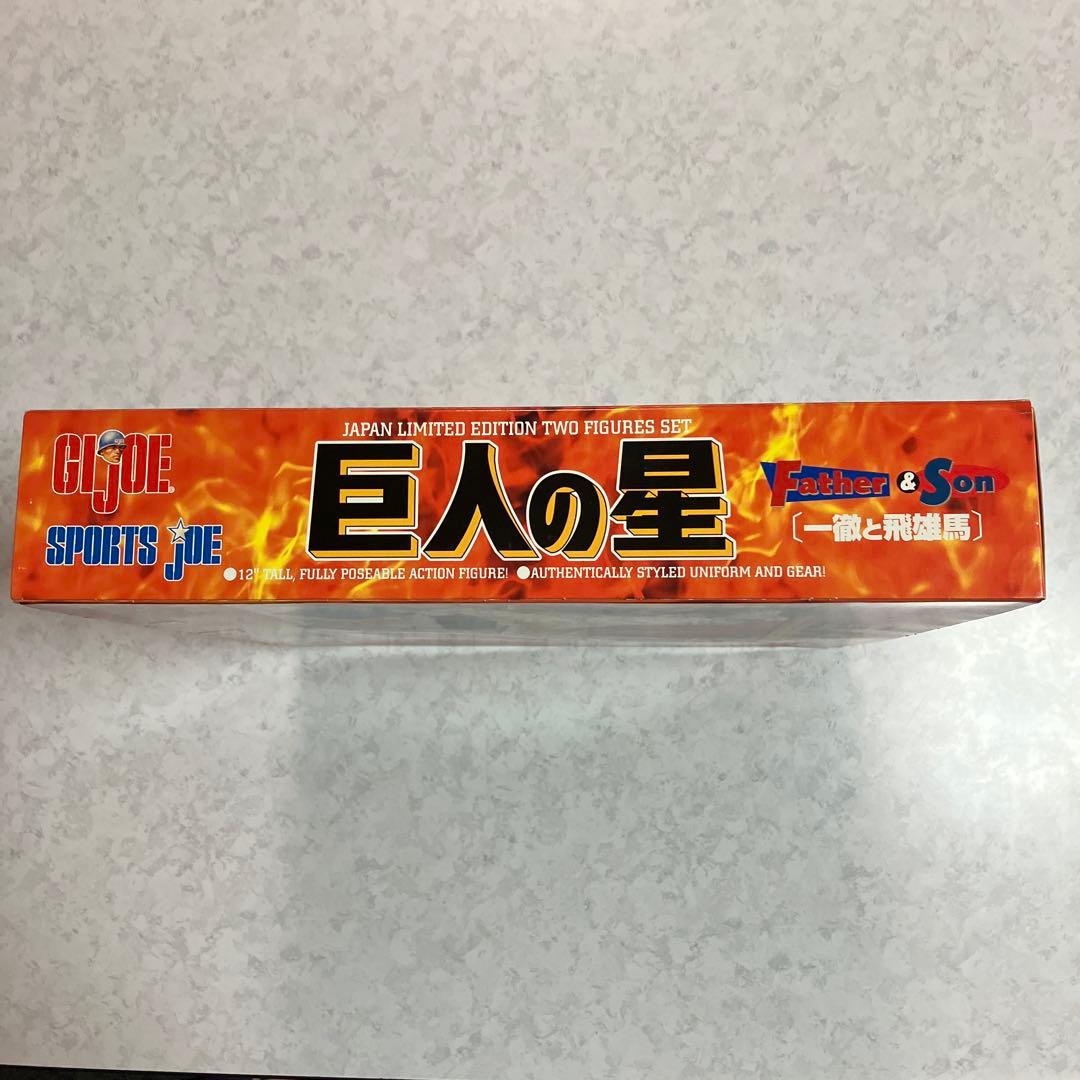 GI JOE
SPORTS JOE
JAPAN LIMITED EDITION TWO FIGURES SET
巨人の星
●12" TALL, FULLY POSEABLE ACTION FIGURE! ●AUTHENTICALLY STYLED UNIFORM AND GEAR!
Father & Son
〔一徹と飛雄馬〕